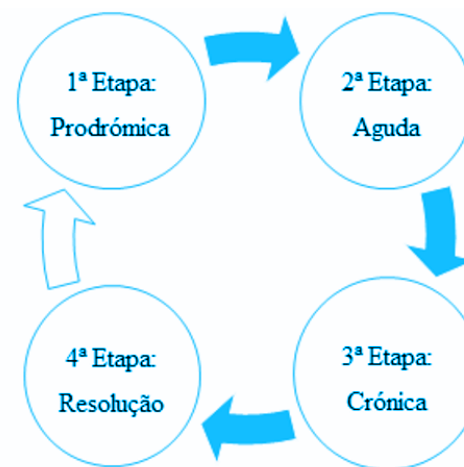 1ª Etapa:
Prodrómica
2ª Etapa:
Aguda
3ª Etapa:
Crónica
4ª Etapa:
Resolução